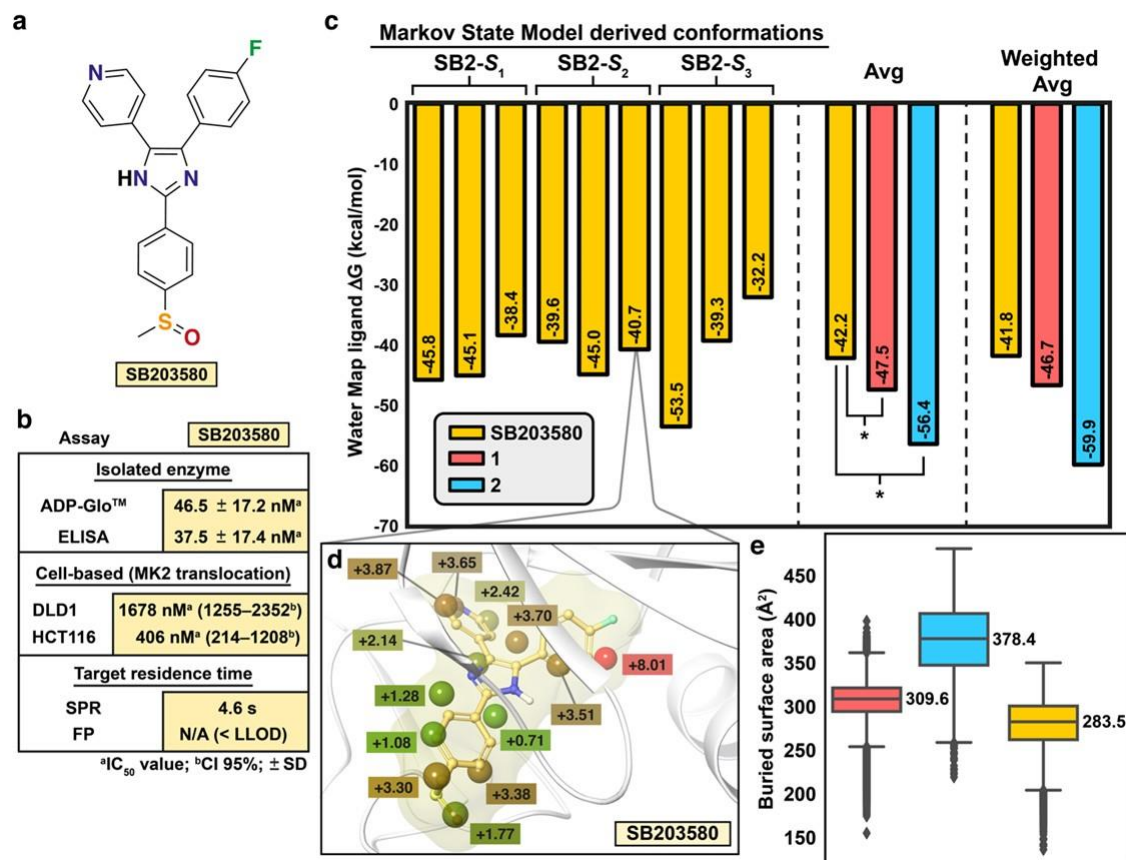 a
F
N
HN
N
S
O
SB203580
b
Assay SB203580
Isolated enzyme
ADP-Glo™ 46.5 ± 17.2 nMᵃ
ELISA 37.5 ± 17.4 nMᵃ
Cell-based (MK2 translocation)
DLD1 1678 nMᵃ (1255–2352ᵇ)
HCT116 406 nMᵃ (214–1208ᵇ)
Target residence time
SPR 4.6 s
FP N/A (< LLOD)
ᵃIC₅₀ value; ᵇCI 95%; ± SD
c
Markov State Model derived conformations
SB2-S₁ SB2-S₂ SB2-S₃ Avg Weighted Avg
Water Map ligand ΔG (kcal/mol)
0
-10
-20
-30
-40
-50
-60
-70
-45.8 -45.1 -38.4 -39.6 -45.0 -40.7 -53.5 -39.3 -32.2 -42.2 -47.5 -56.4 -41.8 -46.7 -59.9
* 
*
SB203580
1
2
d
+3.87 +3.65
+2.42
+3.70
+2.14
+8.01
+1.28
+3.51
+1.08 +0.71
+3.30 +3.38
+1.77
SB203580
e
Buried surface area (Å²)
450
400
350
300
250
200
150
309.6
378.4
283.5